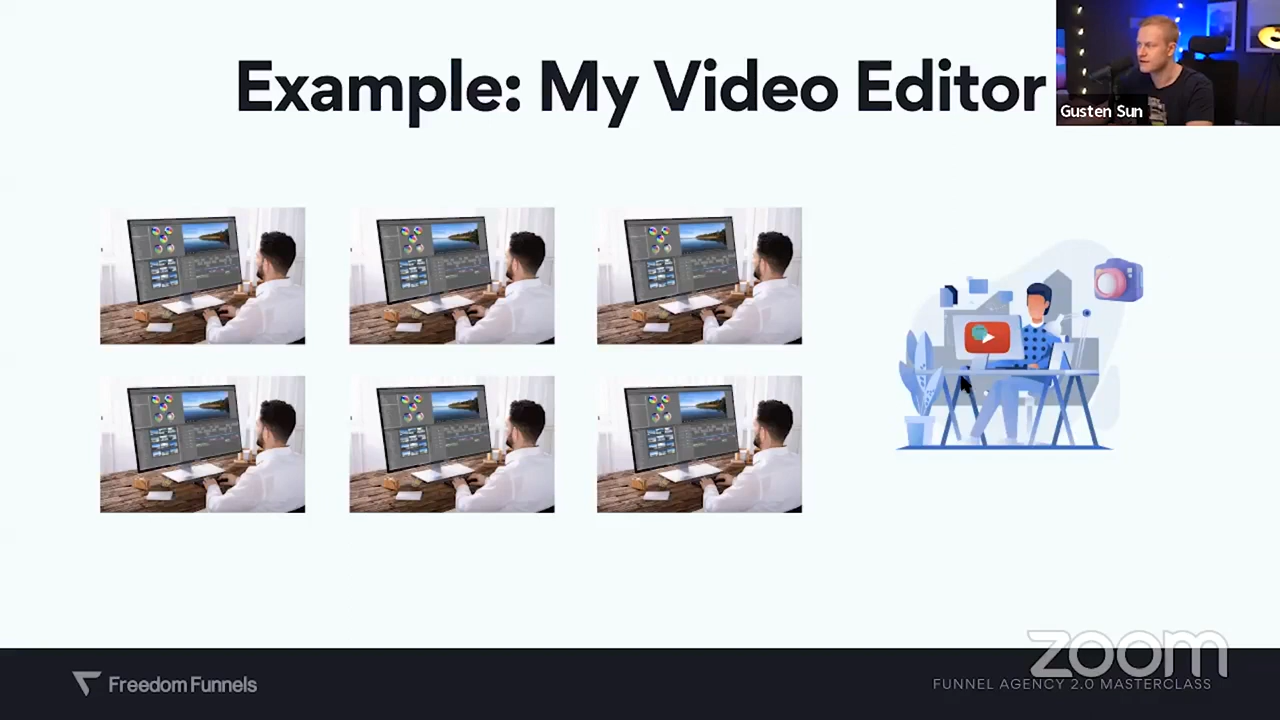 Example: My Video Editor
Gusten Sun
zoom
Freedom Funnels
FUNNEL AGENCY 2.0 MASTERCLASS